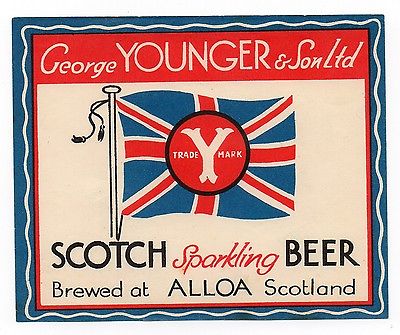 George YOUNGER & Son Ltd
TRADE Y MARK
SCOTCH Sparkling BEER
Brewed at ALLOA Scotland